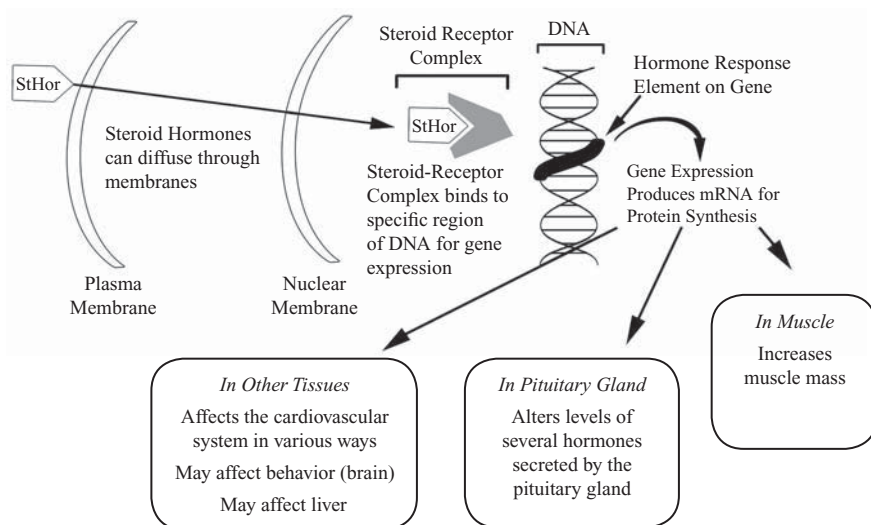 StHor
Steroid Hormones
can diffuse through
membranes
Plasma
Membrane
Nuclear
Membrane
Steroid Receptor
Complex
StHor
Steroid-Receptor
Complex binds to
specific region
of DNA for gene
expression
DNA
Hormone Response
Element on Gene
Gene Expression
Produces mRNA for
Protein Synthesis
In Other Tissues
Affects the cardiovascular
system in various ways
May affect behavior (brain)
May affect liver
In Pituitary Gland
Alters levels of
several hormones
secreted by the
pituitary gland
In Muscle
Increases
muscle mass